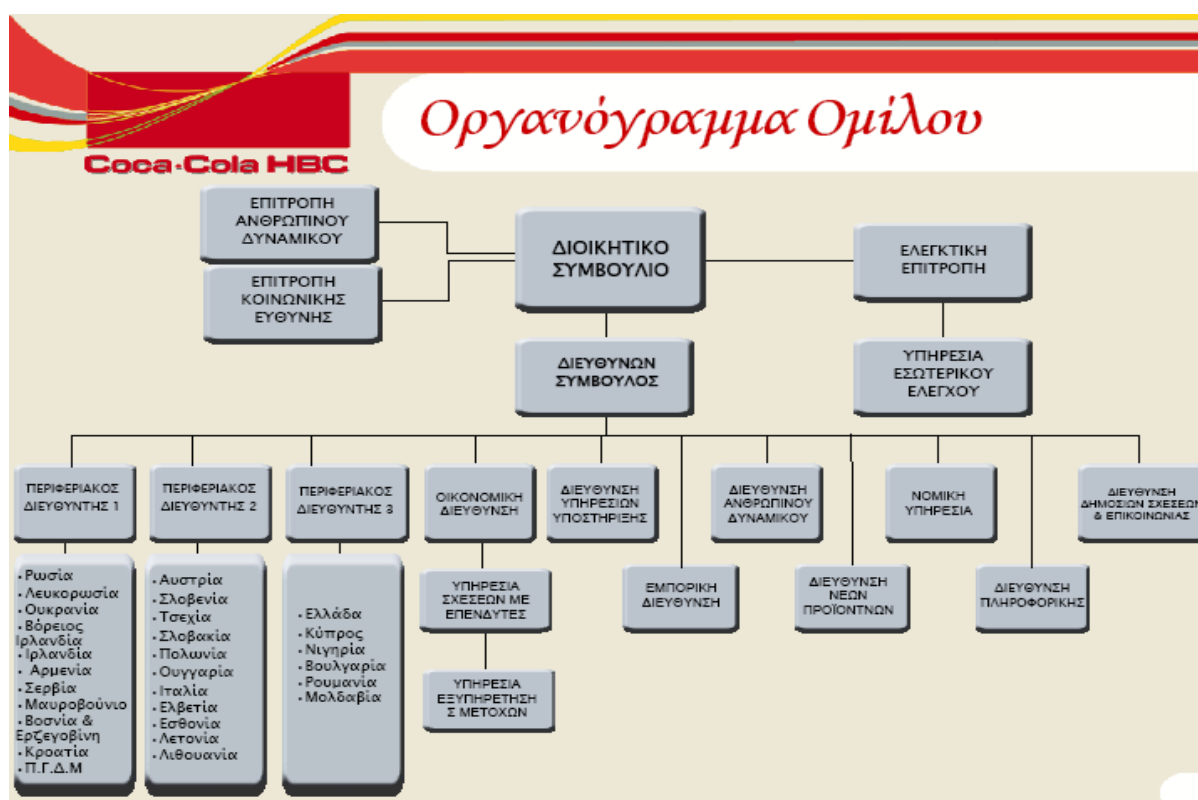 Οργανόγραμμα Ομίλου
Coca-Cola HBC
ΕΠΙΤΡΟΠΗ
ΑΝΘΡΩΠΙΝΟΥ
ΔΥΝΑΜΙΚΟΥ
ΕΠΙΤΡΟΠΗ
ΚΟΙΝΩΝΙΚΗΣ
ΕΥΘΥΝΗΣ
ΔΙΟΙΚΗΤΙΚΟ
ΣΥΜΒΟΥΛΙΟ
ΕΛΕΓΚΤΙΚΗ
ΕΠΙΤΡΟΠΗ
ΔΙΕΥΘΥΝΩΝ
ΣΥΜΒΟΥΛΟΣ
ΥΠΗΡΕΣΙΑ
ΕΣΩΤΕΡΙΚΟΥ
ΕΛΕΓΧΟΥ
ΠΕΡΙΦΕΡΙΑΚΟΣ
ΔΙΕΥΘΥΝΤΗΣ 1
ΠΕΡΙΦΕΡΙΑΚΟΣ
ΔΙΕΥΘΥΝΤΗΣ 2
ΠΕΡΙΦΕΡΙΑΚΟΣ
ΔΙΕΥΘΥΝΤΗΣ 3
ΟΙΚΟΝΟΜΙΚΗ
ΔΙΕΥΘΥΝΣΗ
ΔΙΕΥΘΥΝΣΗ
ΥΠΗΡΕΣΙΩΝ
ΥΠΟΣΤΗΡΙΞΗΣ
ΔΙΕΥΘΥΝΣΗ
ΑΝΘΡΩΠΙΝΟΥ
ΔΥΝΑΜΙΚΟΥ
ΝΟΜΙΚΗ
ΥΠΗΡΕΣΙΑ
ΔΙΕΥΘΥΝΣΗ
ΔΗΜΟΣΙΩΝ ΣΧΕΣΕΩΝ
& ΕΠΙΚΟΙΝΩΝΙΑΣ
• Ρωσία
• Λευκορωσία
• Ουκρανία
• Βόρειος
Ιρλανδία
• Ιρλανδία
• Αρμενία
• Σερβία
• Μαυροβούνιο
• Βοσνία &
Ερζεγοβίνη
• Κροατία
• Π.Γ.Δ.Μ
• Αυστρία
• Σλοβενία
• Τσεχία
• Σλοβακία
• Πολωνία
• Ουγγαρία
• Ιταλία
• Ελβετία
• Εσθονία
• Λετονία
• Λιθουανία
• Ελλάδα
• Κύπρος
• Νιγηρία
• Βουλγαρία
• Ρουμανία
• Μολδαβία
ΥΠΗΡΕΣΙΑ
ΣΧΕΣΕΩΝ ΜΕ
ΕΠΕΝΔΥΤΕΣ
ΥΠΗΡΕΣΙΑ
ΕΞΥΠΗΡΕΤΗΣΗ
Σ ΜΕΤΟΧΩΝ
ΕΜΠΟΡΙΚΗ
ΔΙΕΥΘΥΝΣΗ
ΔΙΕΥΘΥΝΣΗ
ΝΕΩΝ
ΠΡΟΪΟΝΤΝΩΝ
ΔΙΕΥΘΥΝΣΗ
ΠΛΗΡΟΦΟΡΙΚΗΣ